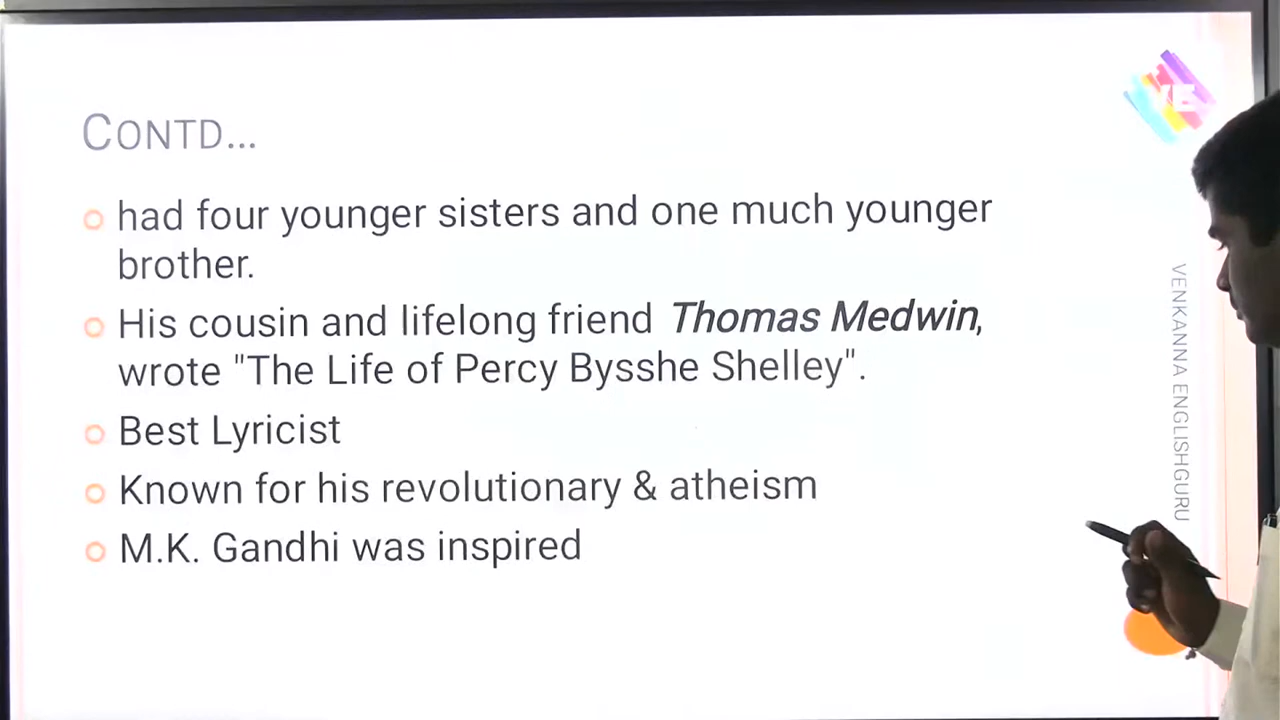 CONTD...
had four younger sisters and one much younger
brother.
His cousin and lifelong friend Thomas Medwin,
wrote "The Life of Percy Bysshe Shelley".
Best Lyricist
Known for his revolutionary & atheism
M.K. Gandhi was inspired
VE
VENKANNA ENGLISHGURU